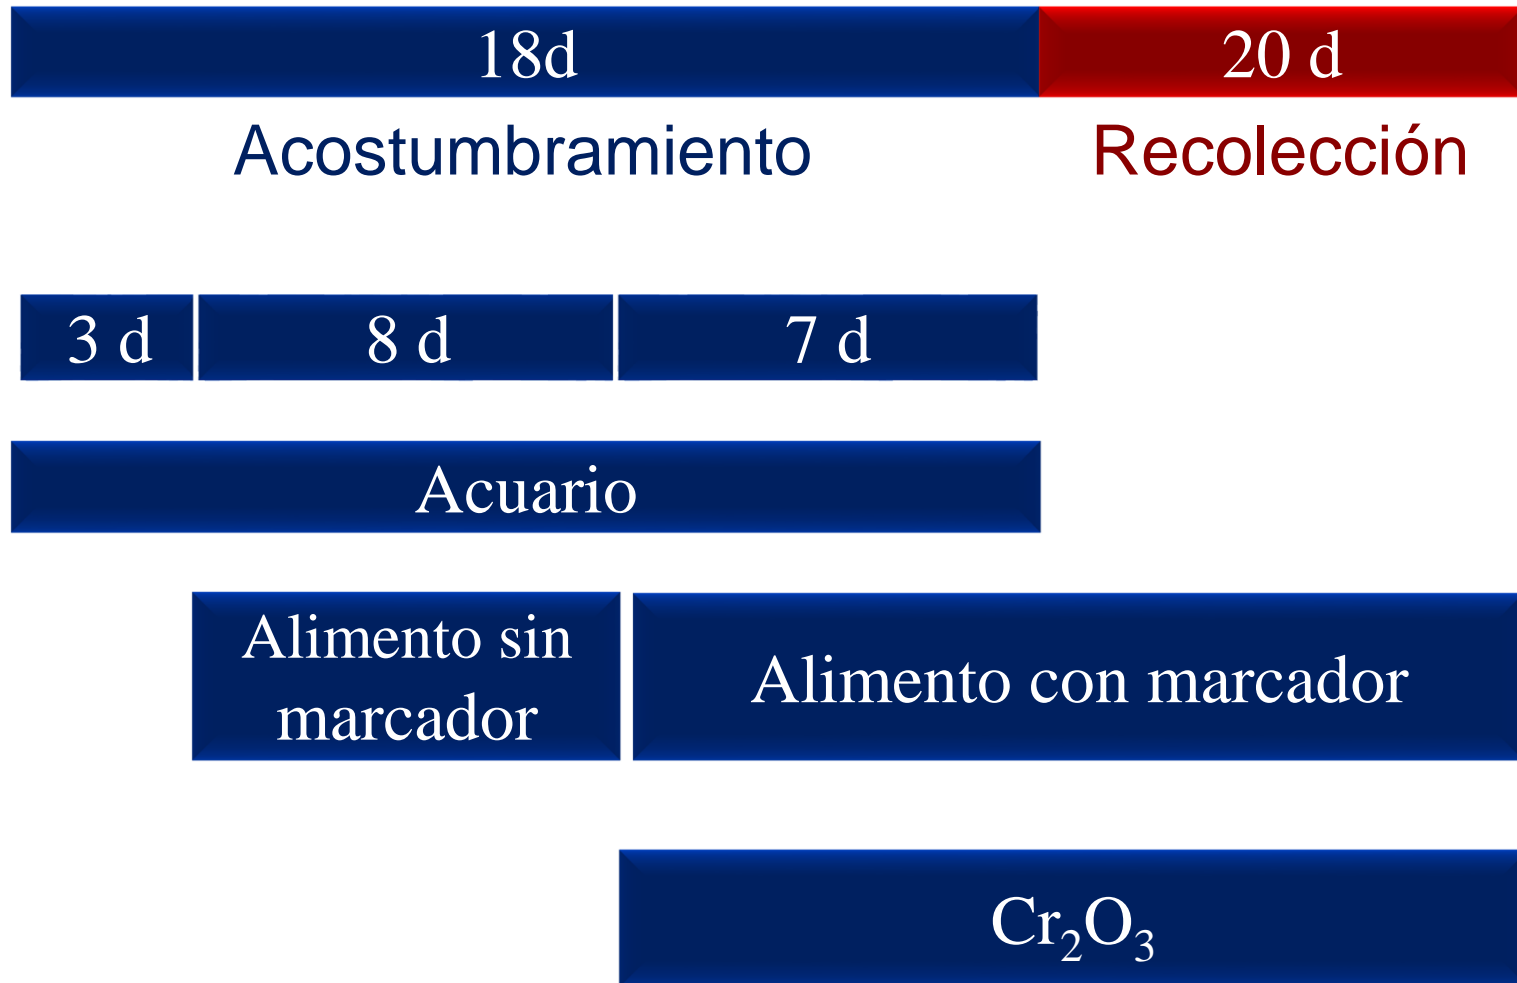 18d
20 d
Acostumbramiento
Recolección
3 d
8 d
7 d
Acuario
Alimento sin
marcador
Alimento con marcador
Cr₂O₃